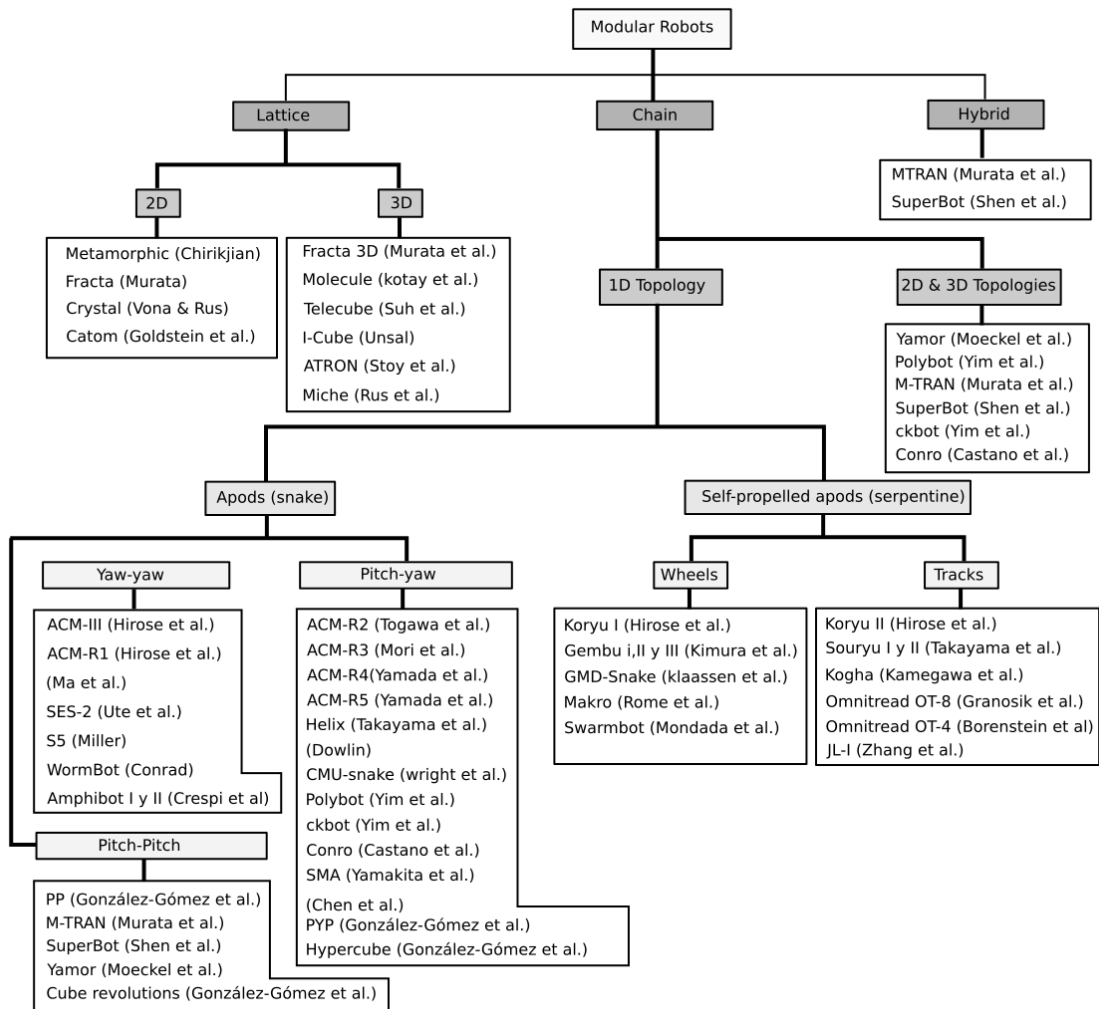 Modular Robots
Lattice
Chain
Hybrid
MTRAN (Murata et al.)
SuperBot (Shen et al.)
2D
3D
Metamorphic (Chirikjian)
Fracta (Murata)
Crystal (Vona & Rus)
Catom (Goldstein et al.)
Fracta 3D (Murata et al.)
Molecule (kotay et al.)
Telecube (Suh et al.)
I-Cube (Unsal)
ATRON (Stoy et al.)
Miche (Rus et al.)
1D Topology
2D & 3D Topologies
Yamor (Moeckel et al.)
Polybot (Yim et al.)
M-TRAN (Murata et al.)
SuperBot (Shen et al.)
ckbot (Yim et al.)
Conro (Castano et al.)
Apods (snake)
Self-propelled apods (serpentine)
Yaw-yaw
ACM-III (Hirose et al.)
ACM-R1 (Hirose et al.)
(Ma et al.)
SES-2 (Ute et al.)
S5 (Miller)
WormBot (Conrad)
Amphibot I y II (Crespi et al)
Pitch-yaw
ACM-R2 (Togawa et al.)
ACM-R3 (Mori et al.)
ACM-R4(Yamada et al.)
ACM-R5 (Yamada et al.)
Helix (Takayama et al.)
(Dowlin)
CMU-snake (wright et al.)
Polybot (Yim et al.)
ckbot (Yim et al.)
Conro (Castano et al.)
SMA (Yamakita et al.)
(Chen et al.)
PYP (González-Gómez et al.)
Hypercube (González-Gómez et al.)
Wheels
Koryu I (Hirose et al.)
Gembu i,II y III (Kimura et al.)
GMD-Snake (klaassen et al.)
Makro (Rome et al.)
Swarmbot (Mondada et al.)
Tracks
Koryu II (Hirose et al.)
Souryu I y II (Takayama et al.)
Kogha (Kamegawa et al.)
Omnitread OT-8 (Granosik et al.)
Omnitread OT-4 (Borenstein et al)
JL-I (Zhang et al.)
Pitch-Pitch
PP (González-Gómez et al.)
M-TRAN (Murata et al.)
SuperBot (Shen et al.)
Yamor (Moeckel et al.)
Cube revolutions (González-Gómez et al.)